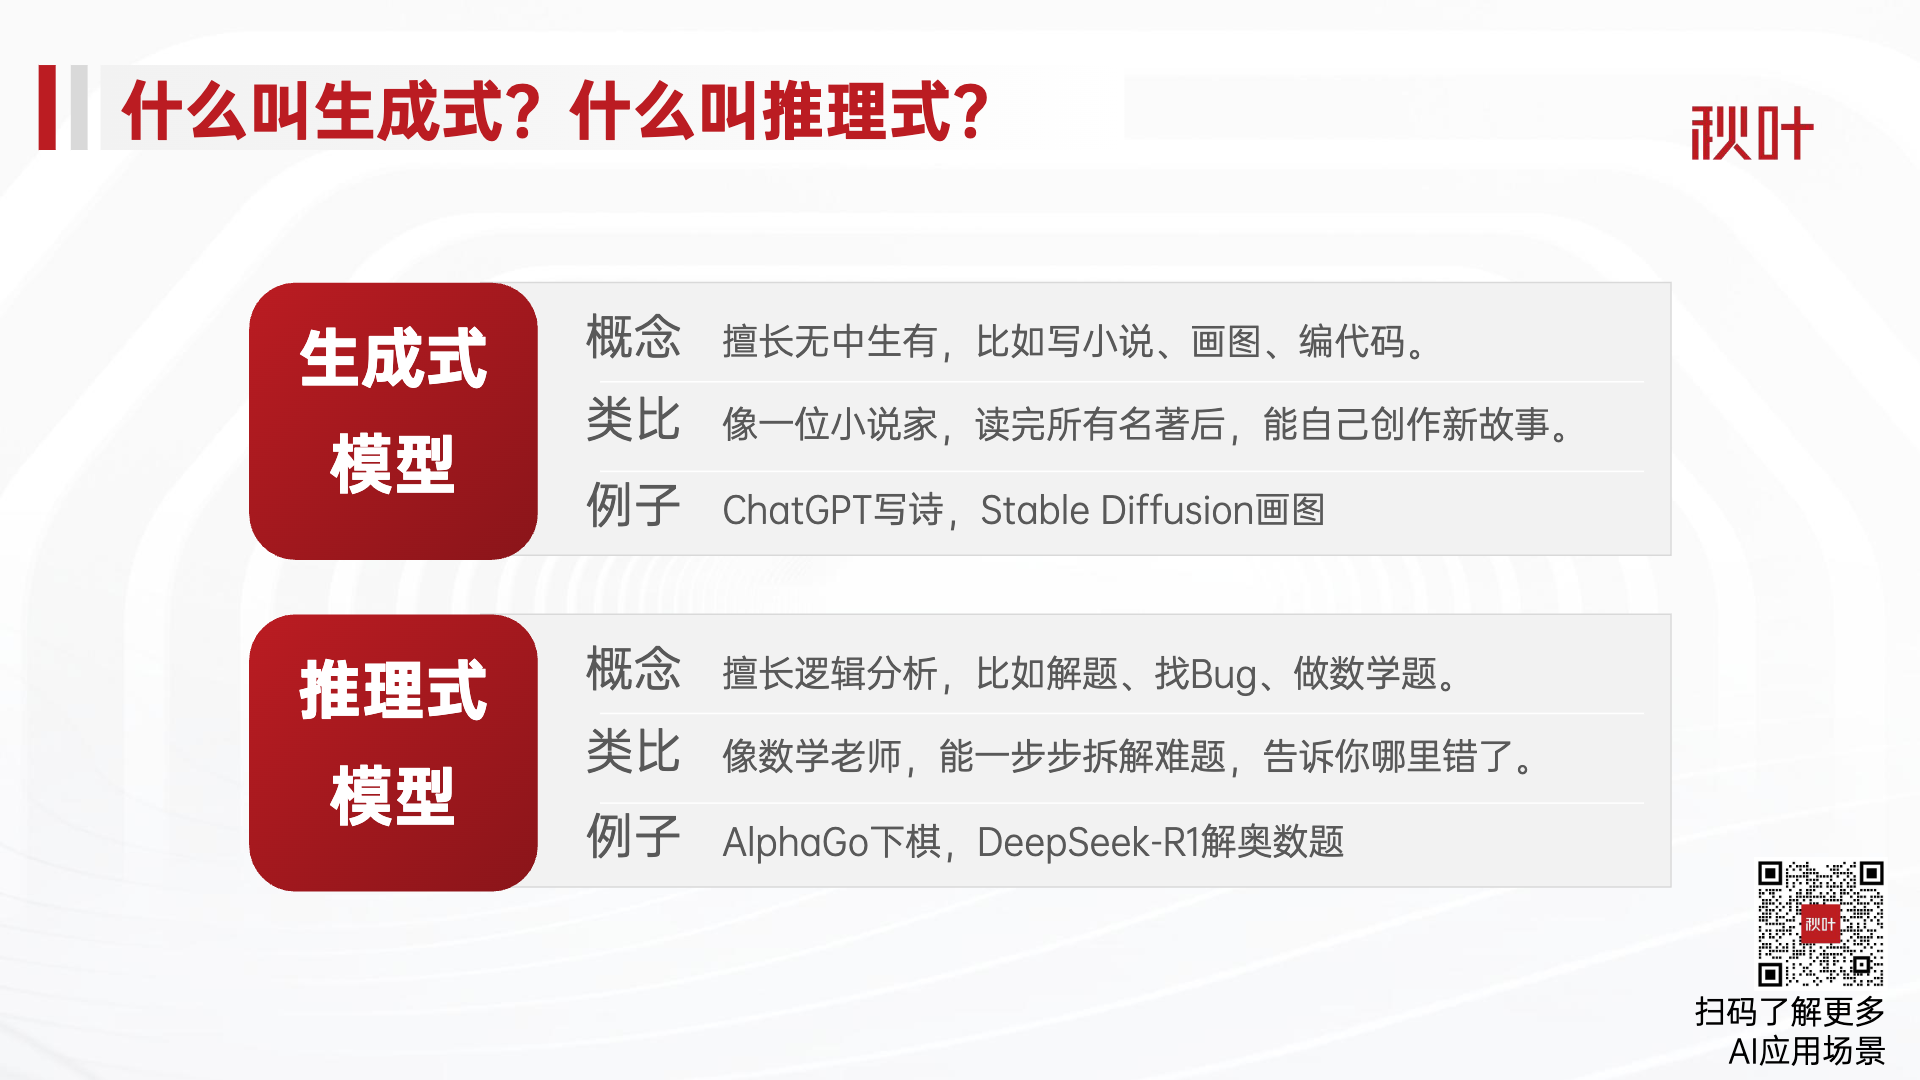 什么叫生成式？什么叫推理式？
秋叶
生成式
模型
概念 擅长无中生有，比如写小说、画图、编代码。
类比 像一位小说家，读完所有名著后，能自己创作新故事。
例子 ChatGPT写诗，Stable Diffusion画图
推理式
模型
概念 擅长逻辑分析，比如解题、找Bug、做数学题。
类比 像数学老师，能一步步拆解难题，告诉你哪里错了。
例子 AlphaGo下棋，DeepSeek-R1解奥数题
秋叶
扫码了解更多
AI应用场景